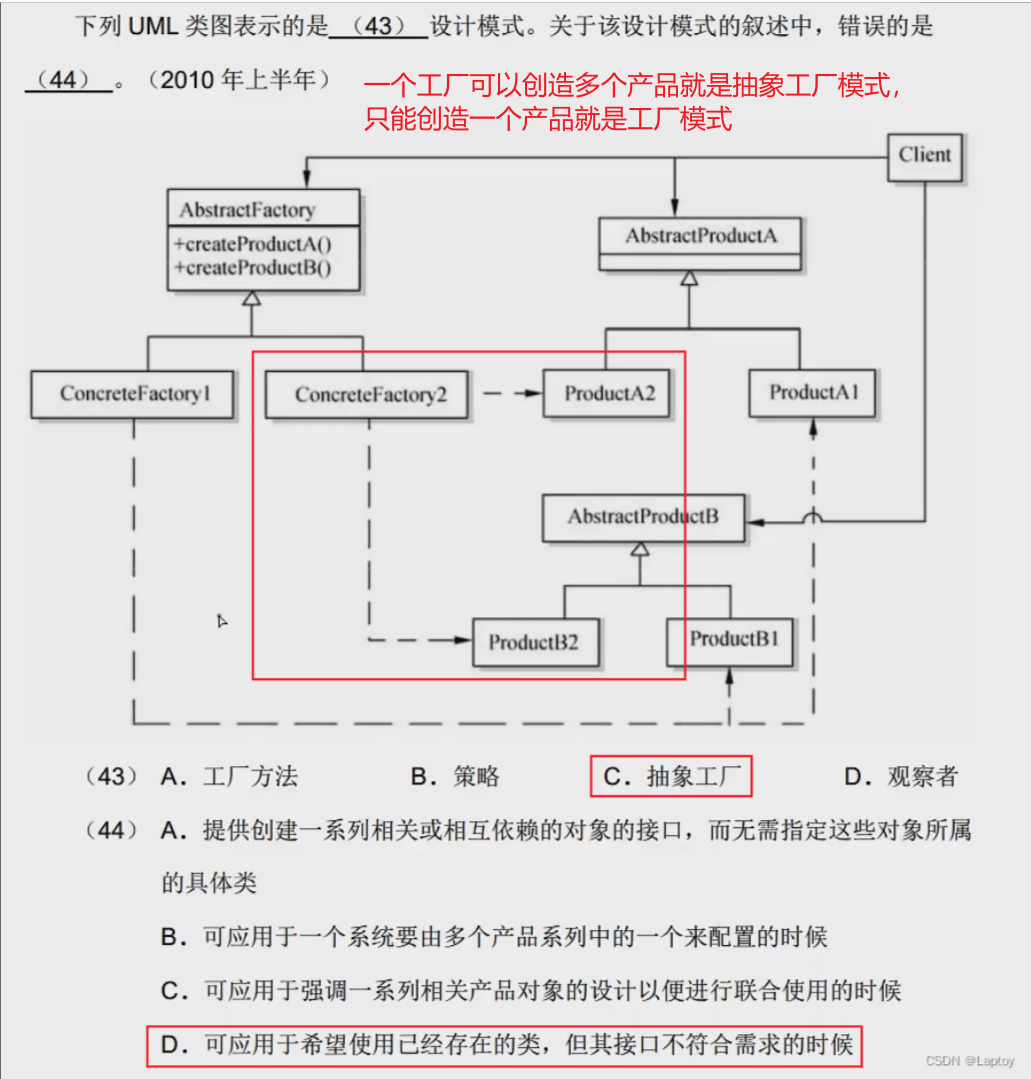 下列 UML 类图表示的是 （43） 设计模式。关于该设计模式的叙述中，错误的是
（44） 。（2010 年上半年）
一个工厂可以创造多个产品就是抽象工厂模式，
只能创造一个产品就是工厂模式
Client
AbstractFactory
+createProductA()
+createProductB()
AbstractProductA
ConcreteFactory1
ConcreteFactory2
ProductA2
ProductA1
AbstractProductB
ProductB2
ProductB1
（43） A．工厂方法 B．策略 C．抽象工厂 D．观察者
（44） A．提供创建一系列相关或相互依赖的对象的接口，而无需指定这些对象所属
的具体类
B．可应用于一个系统要由多个产品系列中的一个来配置的时候
C．可应用于强调一系列相关产品对象的设计以便进行联合使用的时候
D．可应用于希望使用已经存在的类，但其接口不符合需求的时候
CSDN @Laptoy